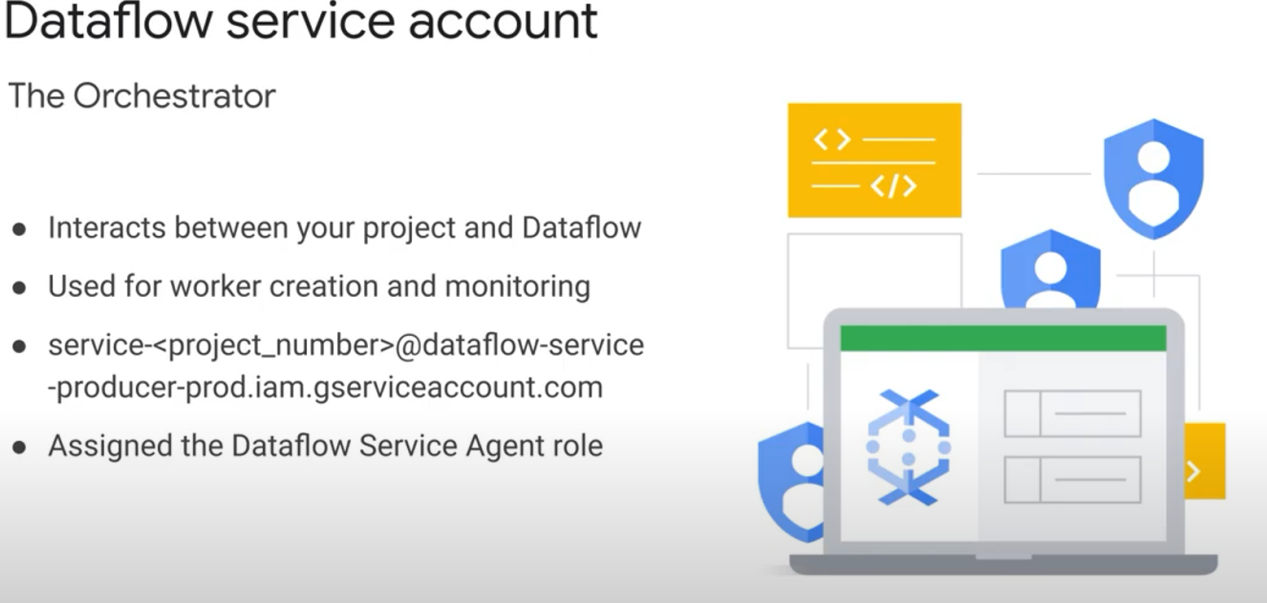 Dataflow service account
The Orchestrator
● Interacts between your project and Dataflow
● Used for worker creation and monitoring
● service-<project_number>@dataflow-service
-producer-prod.iam.gserviceaccount.com
● Assigned the Dataflow Service Agent role